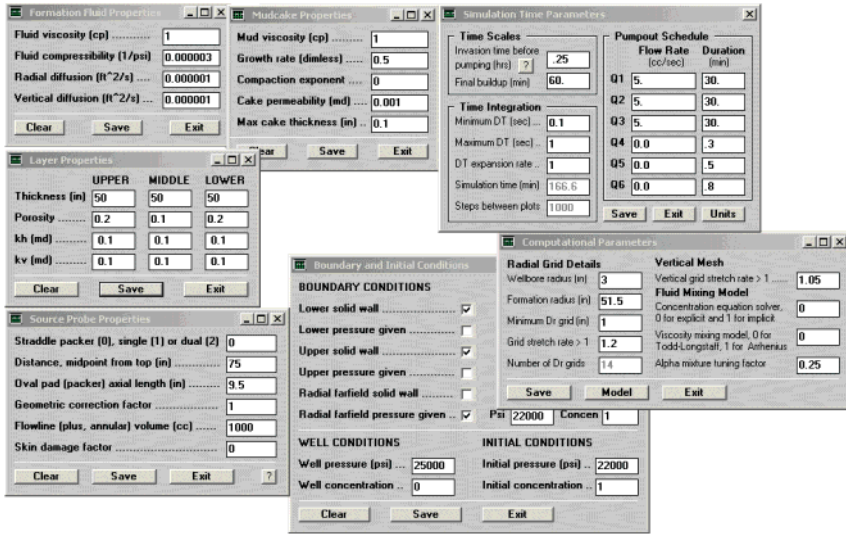 Formation Fluid Properties
Fluid viscosity (cp) .......... 1
Fluid compressibility (1/psi) 0.000003
Radial diffusion (ft^2/s) .... 0.000001
Vertical diffusion (ft^2/s) .... 0.000001
Clear Save Exit
Mudcake Properties
Mud viscosity (cp) ............ 1
Growth rate (dimless) ...... 0.5
Compaction exponent ...... 0
Cake permeability (md) .... 0.001
Max cake thickness (in) .. 0.1
Save Exit
Simulation Time Parameters
Time Scales
Invasion time before
pumping (hrs) ? .25
Final buildup (min) 60.
Time Integration
Minimum DT (sec) ... 0.1
Maximum DT (sec) .. 1
DT expansion rate .. 1
Simulation time (min) 166.6
Steps between plots 1000
Pumpout Schedule
Flow Rate Duration
(cc/sec) (min)
Q1 5. 30.
Q2 5. 30.
Q3 5. 30.
Q4 0.0 .3
Q5 0.0 .5
Q6 0.0 .8
Save Exit Units
Layer Properties
UPPER MIDDLE LOWER
Thickness (in) 50 50 50
Porosity ......... 0.2 0.1 0.2
kh (md) ......... 0.1 0.1 0.1
kv (md) ......... 0.1 0.1 0.1
Clear Save Exit
Source Probe Properties
Straddle packer (0), single (1) or dual (2) 0
Distance, midpoint from top (in) ............ 75
Oval pad (packer) axial length (in) ........ 9.5
Geometric correction factor ................ 1
Flowline (plus, annular) volume (cc) ...... 1000
Skin damage factor .......................... 0
Clear Save Exit ?
Boundary and Initial Conditions
BOUNDARY CONDITIONS
Lower solid wall ....................
Lower pressure given ..............
Upper solid wall ....................
Upper pressure given ..............
Radial farfield solid wall .........
Radial farfield pressure given .. Psi 22000 Concen 1
WELL CONDITIONS
Well pressure (psi) ... 25000
Well concentration .. 0
INITIAL CONDITIONS
Initial pressure (psi) .. 22000
Initial concentration .. 1
Clear Save Exit
Computational Parameters
Radial Grid Details
Wellbore radius (in) 3
Formation radius (in) 51.5
Minimum Dr grid (in) 1
Grid stretch rate > 1 1.2
Number of Dr grids 14
Vertical Mesh
Vertical grid stretch rate > 1 ...... 1.05
Fluid Mixing Model
Concentration equation solver,
0 for explicit and 1 for implicit 0
Viscosity mixing model, 0 for
Todd-Longstaff, 1 for Arrhenius 0
Alpha mixture tuning factor 0.25
Save Model Exit